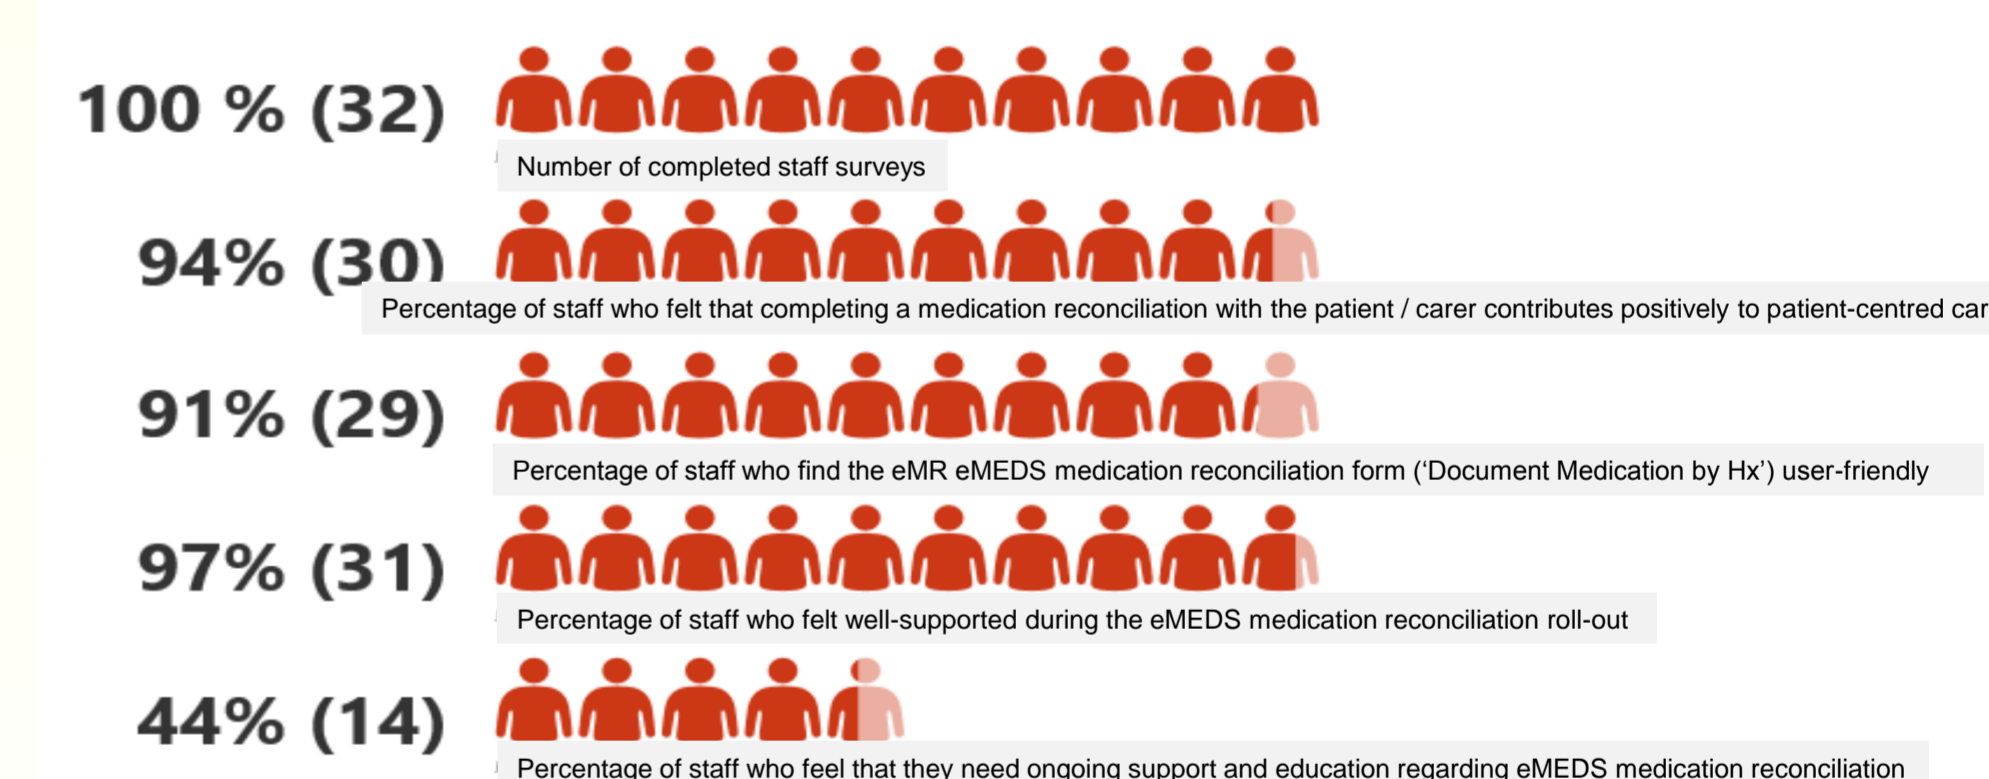 100 % (32)
Number of completed staff surveys
94% (30)
Percentage of staff who felt that completing a medication reconciliation with the patient / carer contributes positively to patient-centred car
91% (29)
Percentage of staff who find the eMR eMEDS medication reconciliation form (‘Document Medication by Hx’) user-friendly
97% (31)
Percentage of staff who felt well-supported during the eMEDS medication reconciliation roll-out
44% (14)
Percentage of staff who feel that they need ongoing support and education regarding eMEDS medication reconciliation